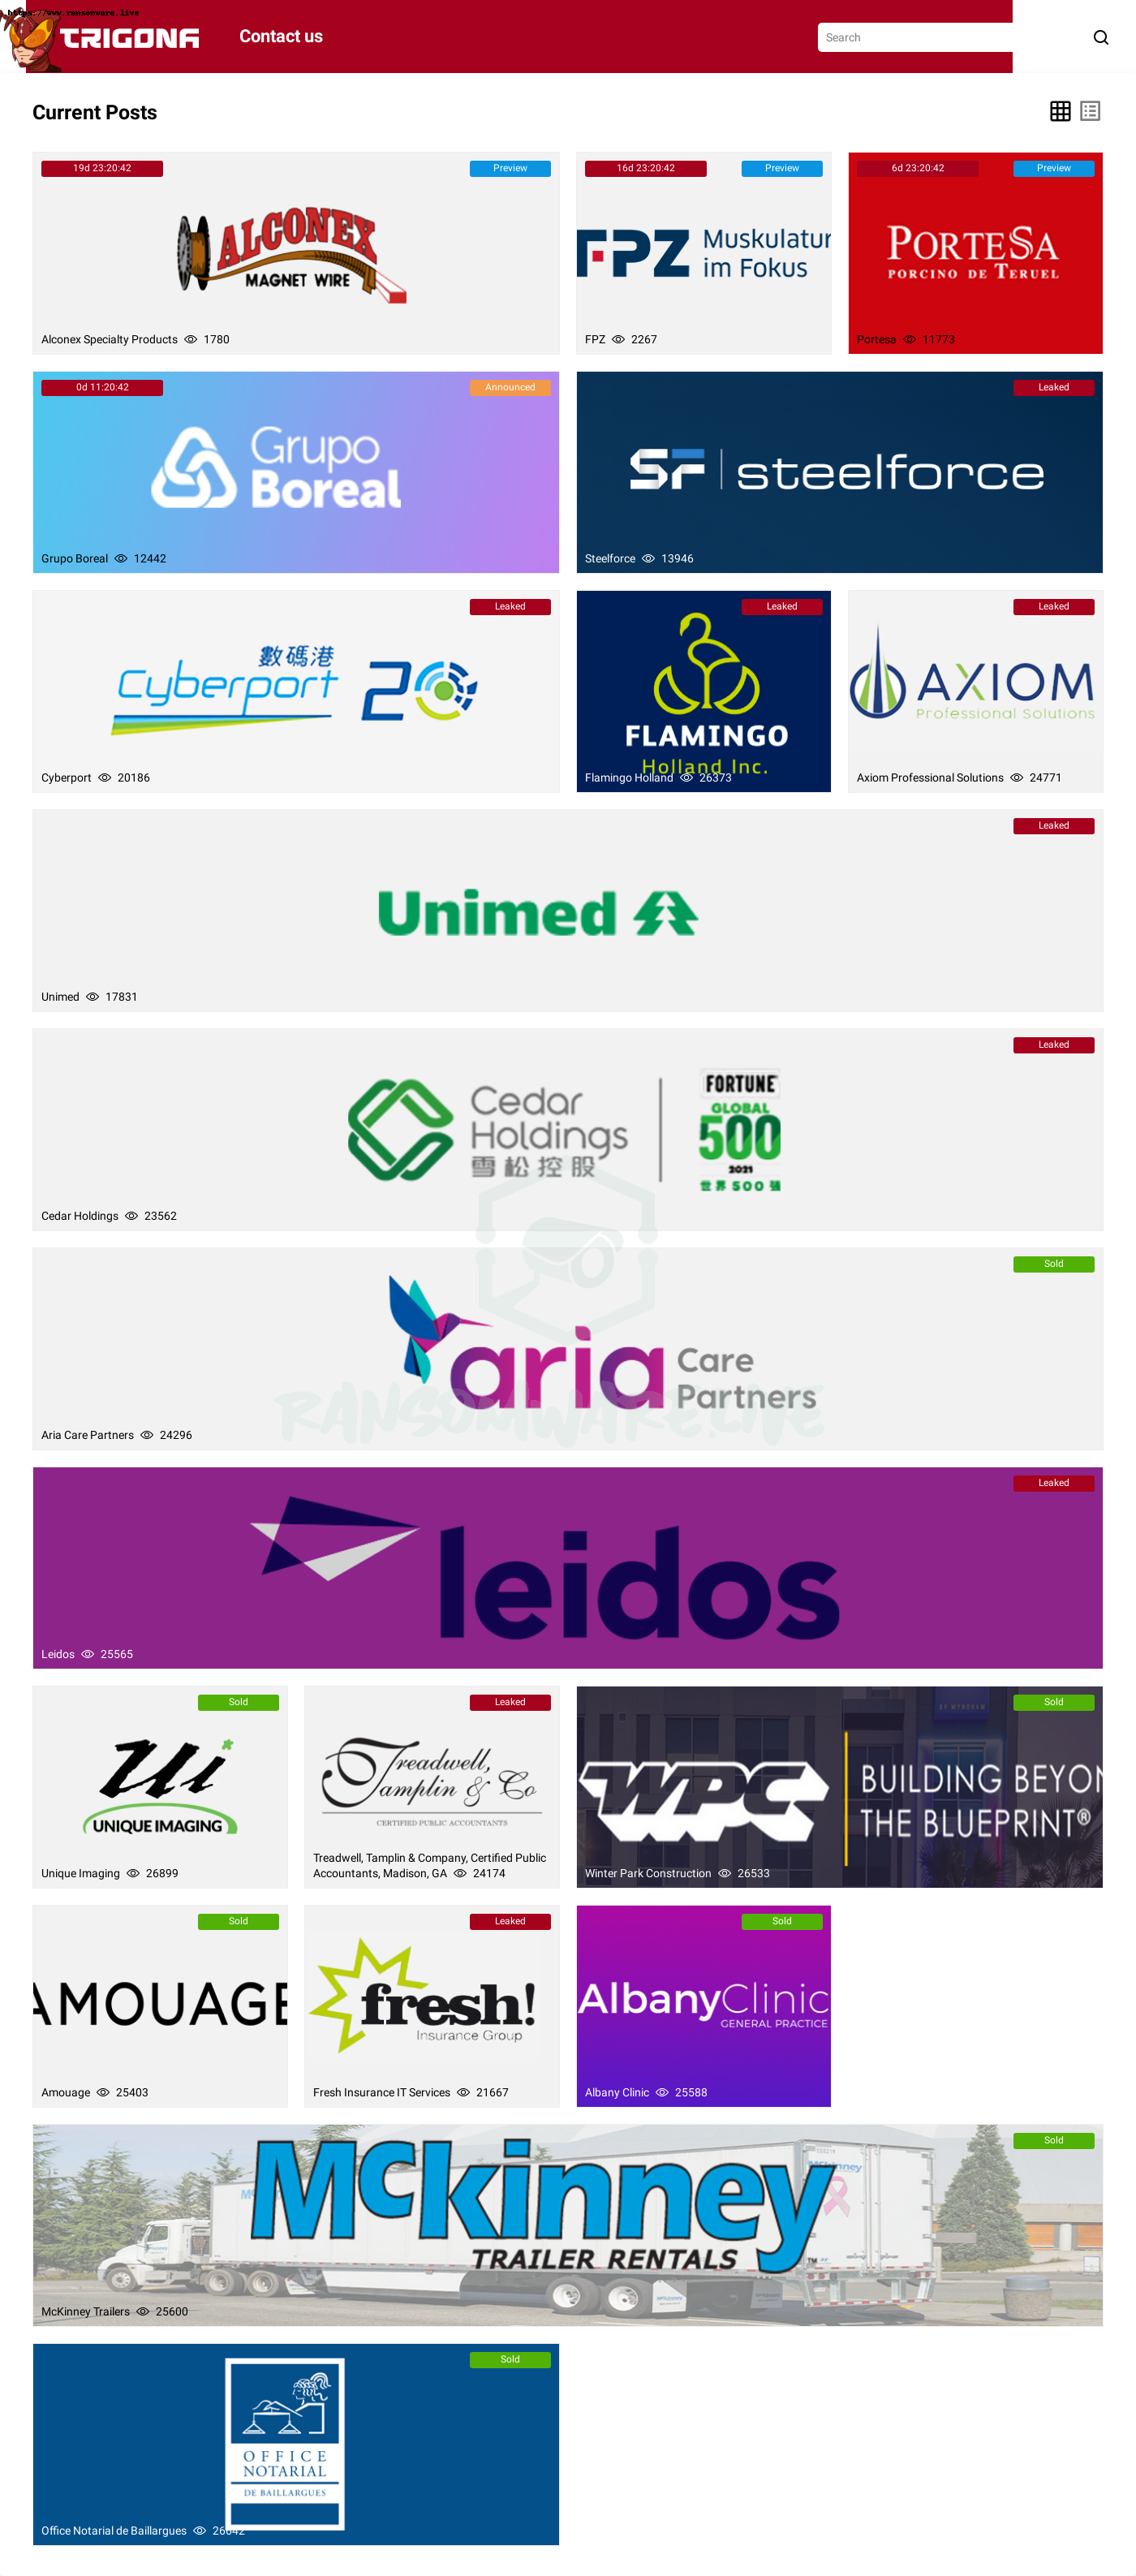 https://www.ransomware.live
TRIGONA
Contact us
Search
Current Posts
19d 23:20:42
Preview
ALCONEX
MAGNET WIRE
Alconex Specialty Products 1780
16d 23:20:42
Preview
FPZ
Muskulatur
im Fokus
FPZ 2267
6d 23:20:42
Preview
PORTESA
PORCINO DE TERUEL
Portesa 11773
0d 11:20:42
Announced
Grupo
Boreal
Grupo Boreal 12442
Leaked
SF steelforce
Steelforce 13946
Leaked
數碼港
Cyberport 20
Cyberport 20186
Leaked
FLAMINGO
Holland Inc.
Flamingo Holland 26373
Leaked
AXIOM
Professional Solutions
Axiom Professional Solutions 24771
Leaked
Unimed
Unimed 17831
Leaked
Cedar
Holdings
雪松控股
FORTUNE
GLOBAL
500
2021
世界500強
Cedar Holdings 23562
Sold
aria Care
Partners
RANSOMWARE.LIVE
Aria Care Partners 24296
Leaked
leidos
Leidos 25565
Sold
ui
UNIQUE IMAGING
Unique Imaging 26899
Leaked
Treadwell,
Tamplin & Co
CERTIFIED PUBLIC ACCOUNTANTS
Treadwell, Tamplin & Company, Certified Public
Accountants, Madison, GA 24174
Sold
WPC
BUILDING BEYON
THE BLUEPRINT®
Winter Park Construction 26533
Sold
AMOUAGE
Amouage 25403
Leaked
fresh!
Insurance Group
Fresh Insurance IT Services 21667
Sold
AlbanyClinic
GENERAL PRACTICE
Albany Clinic 25588
Sold
McKinney
TRAILER RENTALS™
McKinney Trailers 25600
Sold
OFFICE
NOTARIAL
DE BAILLARGUES
Office Notarial de Baillargues